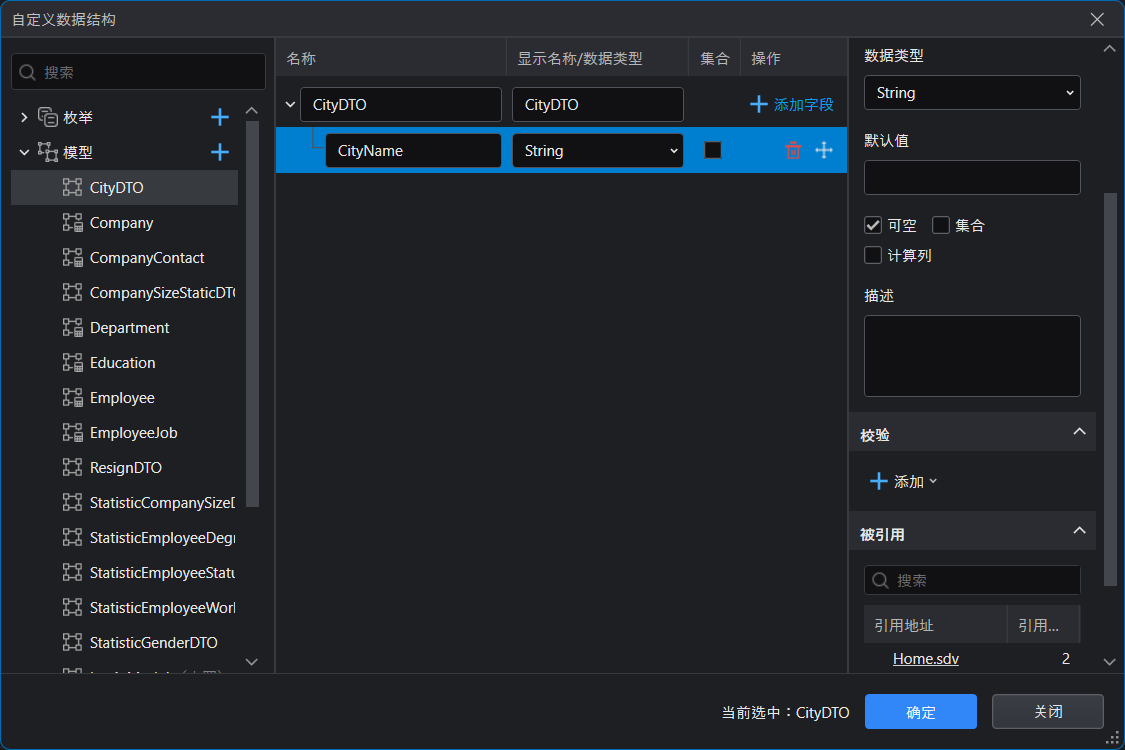 自定义数据结构
搜索
枚举
模型
CityDTO
Company
CompanyContact
CompanySizeStaticDT
Department
Education
Employee
EmployeeJob
ResignDTO
StatisticCompanySize
StatisticEmployeeDeg
StatisticEmployeeStatu
StatisticEmployeeWor
StatisticGenderDTO
名称 显示名称/数据类型 集合 操作
CityDTO CityDTO 添加字段
CityName String
数据类型
String
默认值
可空 集合
计算列
描述
校验
添加
被引用
搜索
引用地址 引用...
Home.sdv 2
当前选中：CityDTO 确定 关闭